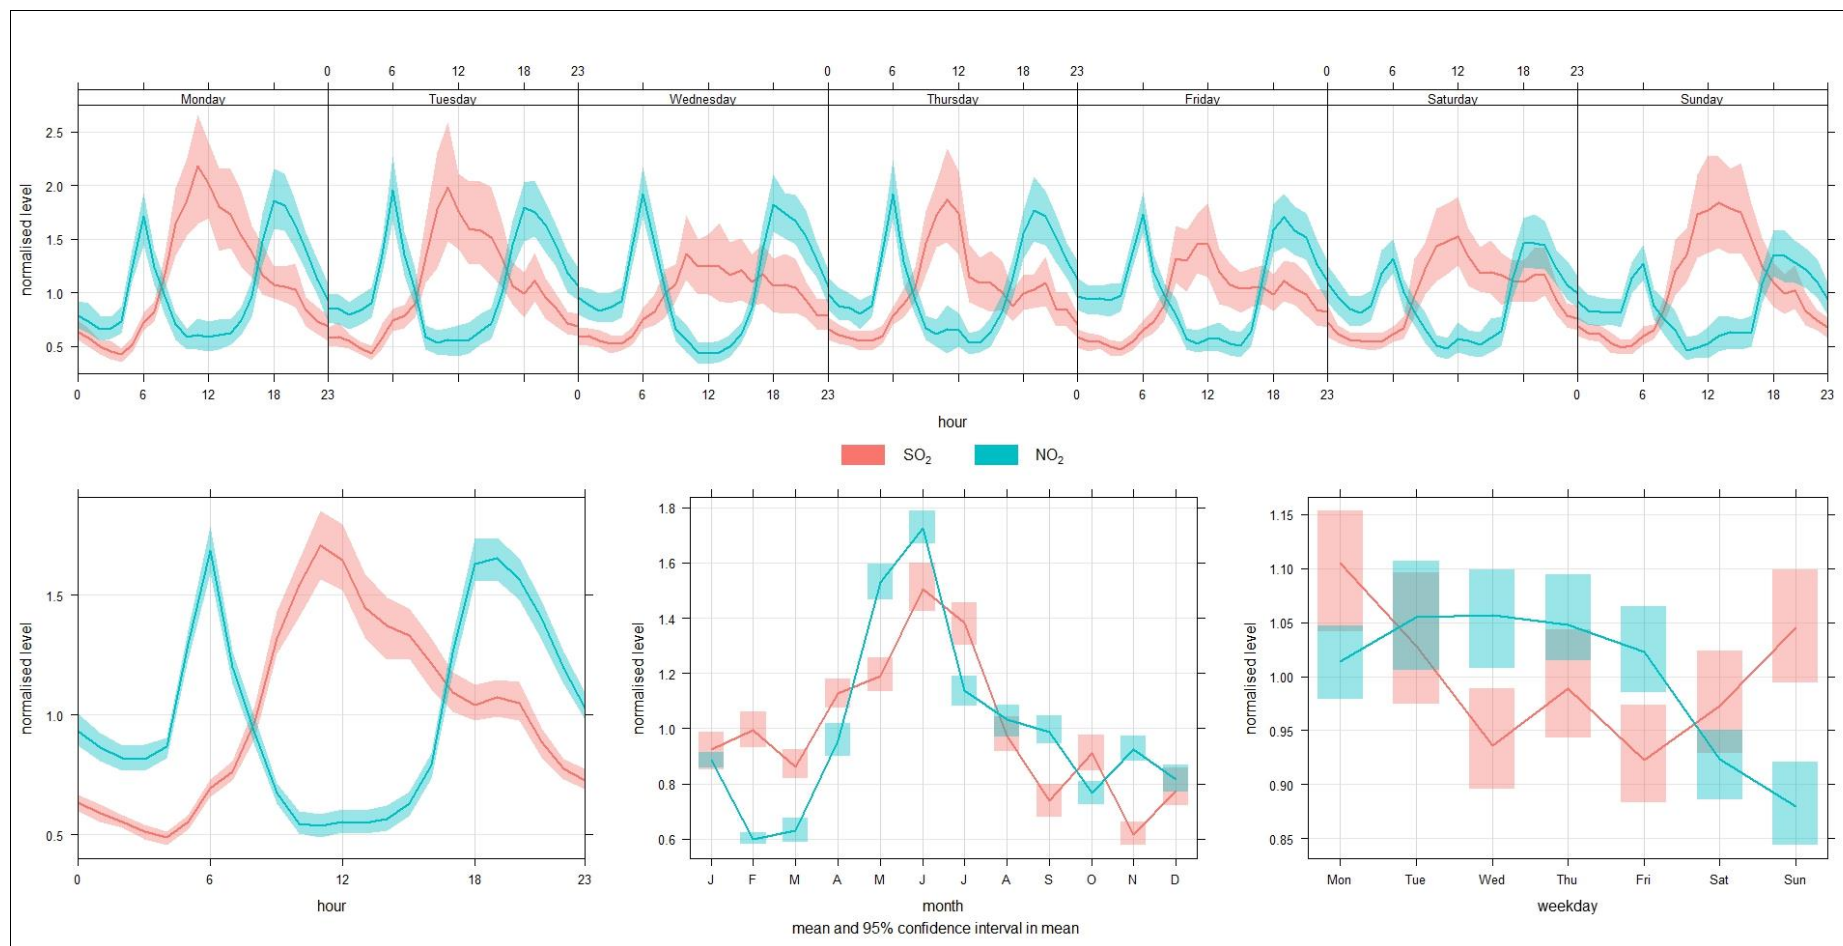 0 6 12 18 23 0 6 12 18 23 0 6 12 18 23
Monday Tuesday Wednesday Thursday Friday Saturday Sunday
normalised level
2.5
2.0
1.5
1.0
0.5
0 6 12 18 23 0 6 12 18 23 0 6 12 18 23 0 6 12 18 23
hour
SO₂ NO₂
normalised level
1.5
1.0
0.5
0 6 12 18 23
hour
normalised level
1.8
1.6
1.4
1.2
1.0
0.8
0.6
J F M A M J J A S O N D
month
normalised level
1.15
1.10
1.05
1.00
0.95
0.90
0.85
Mon Tue Wed Thu Fri Sat Sun
weekday
mean and 95% confidence interval in mean